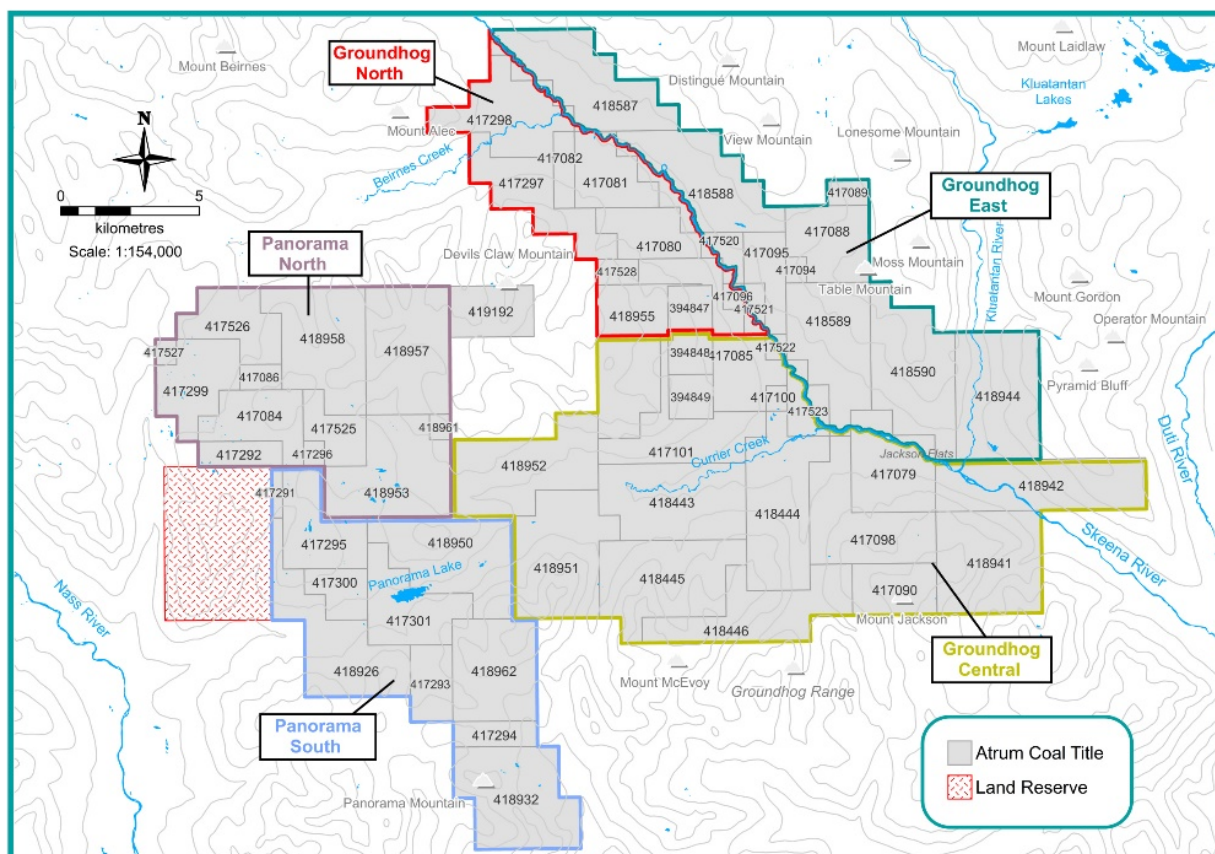 Mount Beirnes
Groundhog
North
Distingué Mountain
Mount Laidlaw
Kluatantan
Lakes
418587
417298
Mount Alec
View Mountain
Lonesome Mountain
N
Beirnes Creek
417082
417297
417081
418588
417089
Groundhog
East
0
5
kilometres
Scale: 1:154,000
417088
Panorama
North
Devils Claw Mountain
417080
417520
417095
417094
Moss Mountain
Table Mountain
Kluatantan River
417528
417096
417521
Mount Gordon
419192
418955
394847
418589
Operator Mountain
417526
418958
418957
417527
394848
417085
417522
417299
417086
418590
Pyramid Bluff
394849
417100
417523
418944
417084
417525
418961
Duti River
417292
417296
418952
417101
Currier Creek
Jackson Flats
417079
418942
417291
418953
418443
418444
417295
418950
417098
Skeena River
417300
Panorama Lake
418951
418445
418941
Nass River
417090
417301
Mount Jackson
418446
Groundhog
Central
418926
417293
418962
Mount McEvoy
Groundhog Range
Panorama
South
417294
Atrum Coal Title
Land Reserve
Panorama Mountain
418932